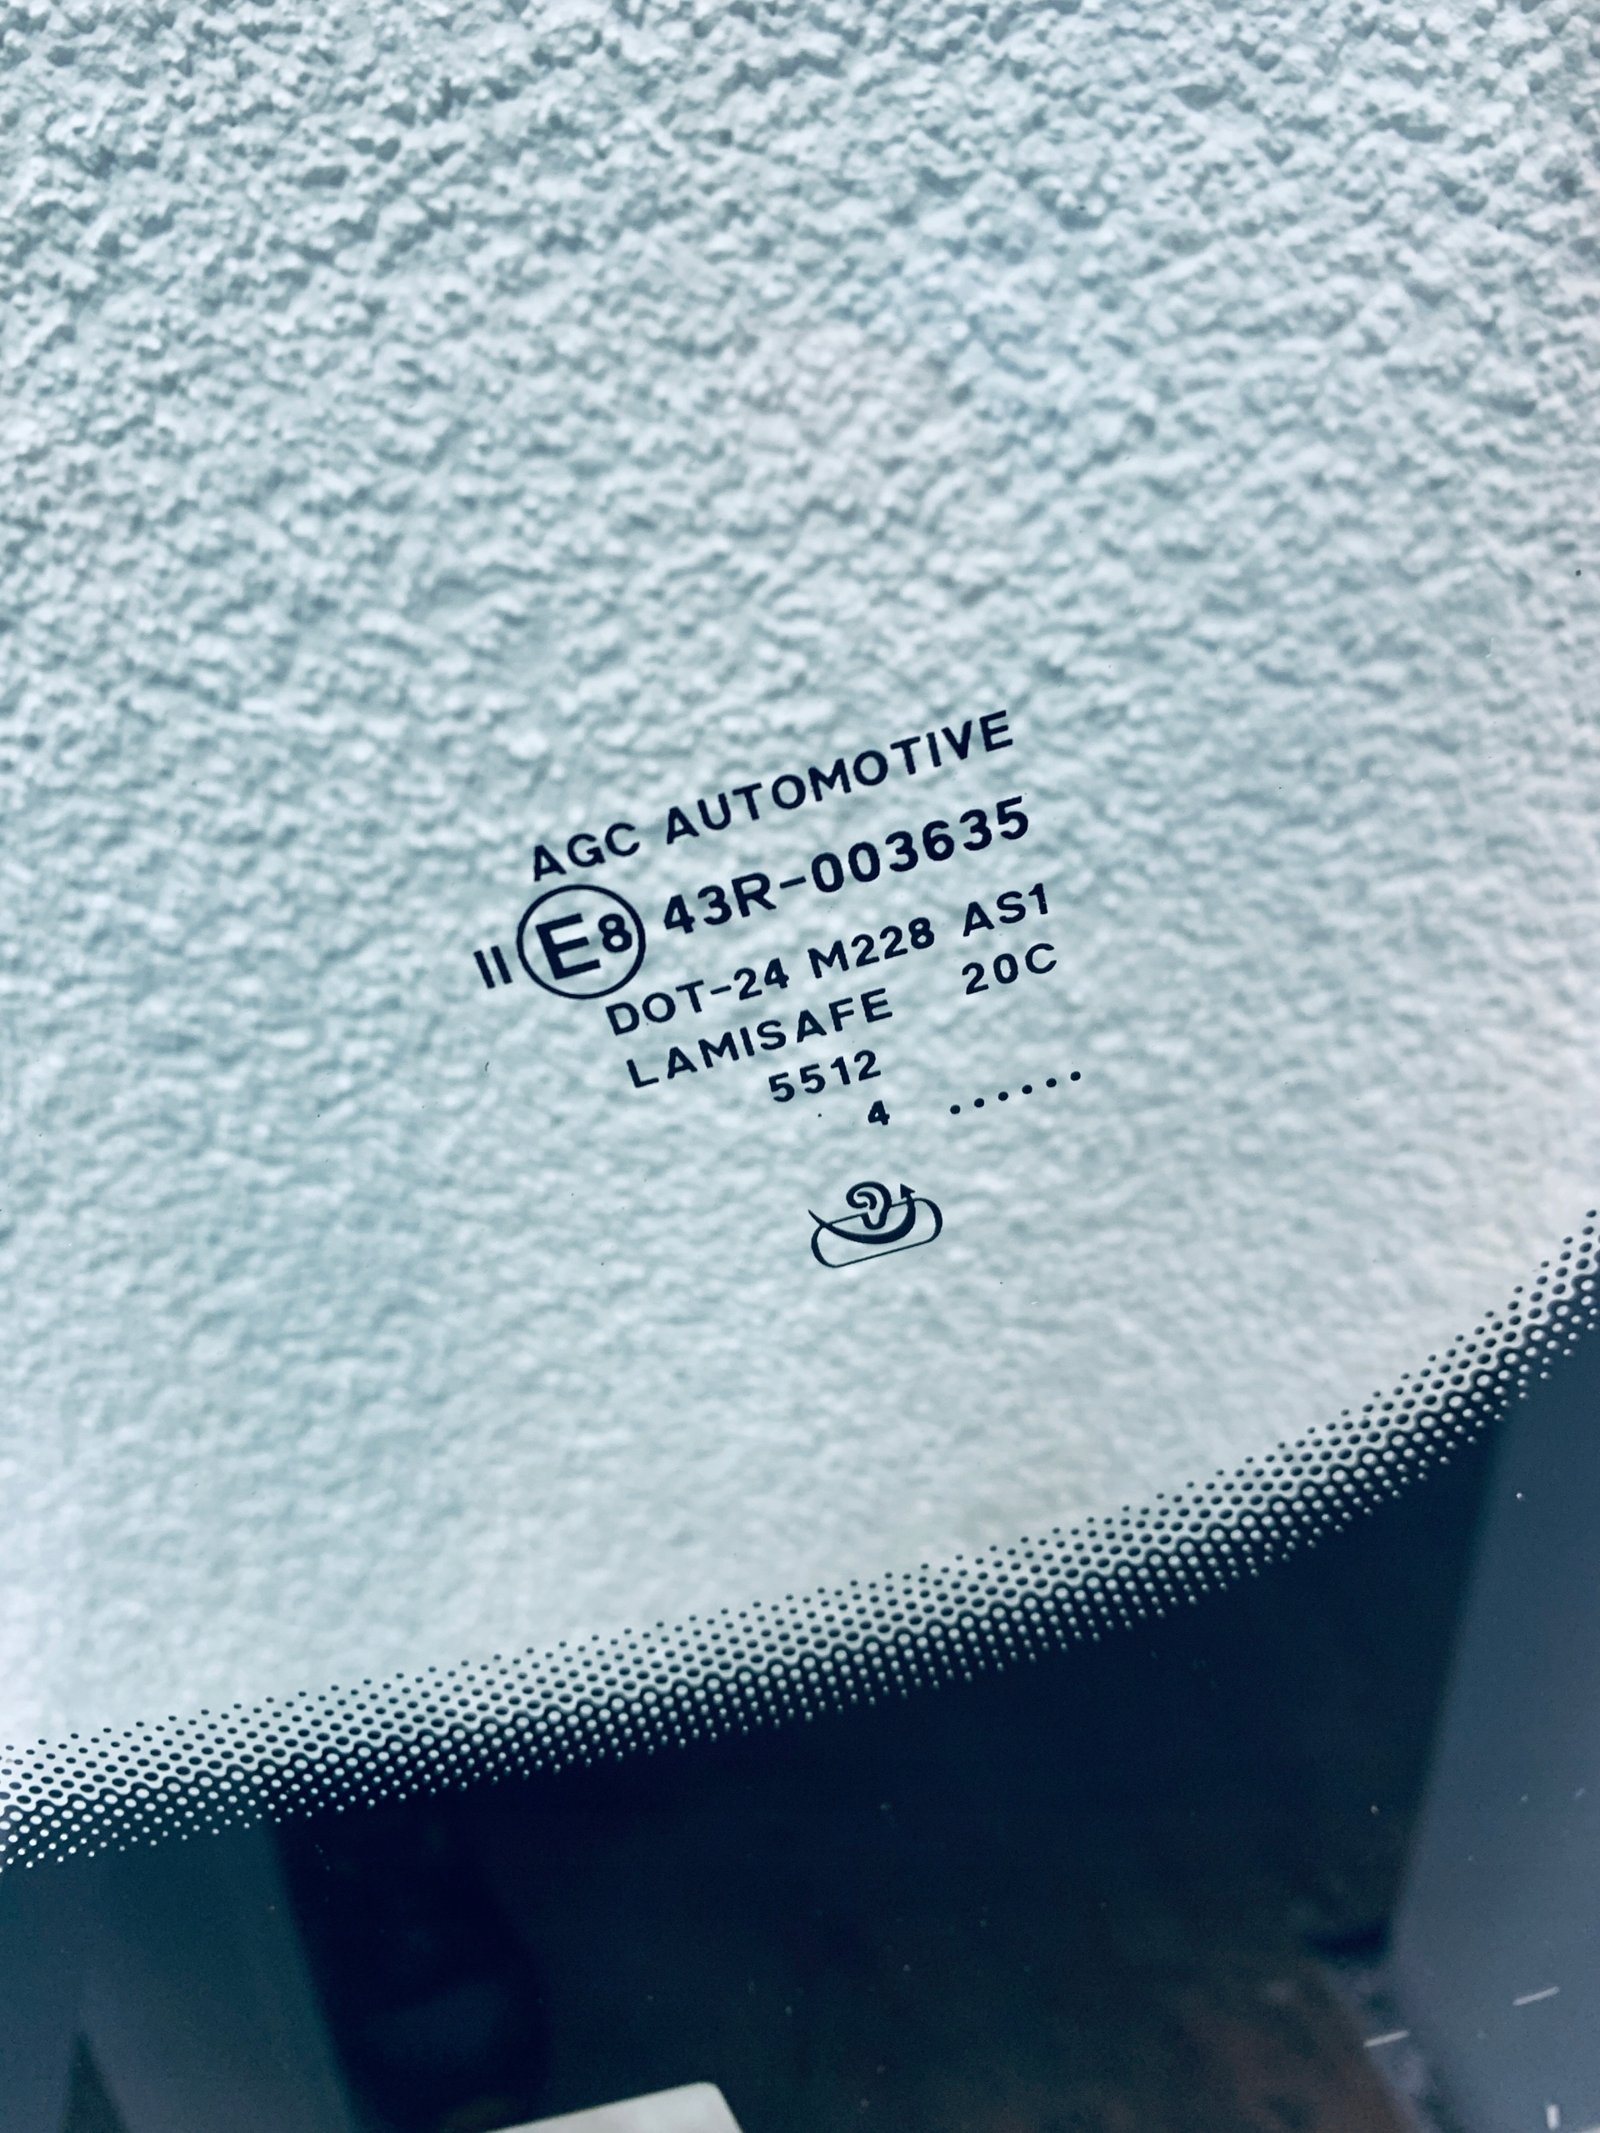 AGC AUTOMOTIVE
II E8 43R-003635
DOT-24 M228 AS1
LAMISAFE 20C
5512
4 ......